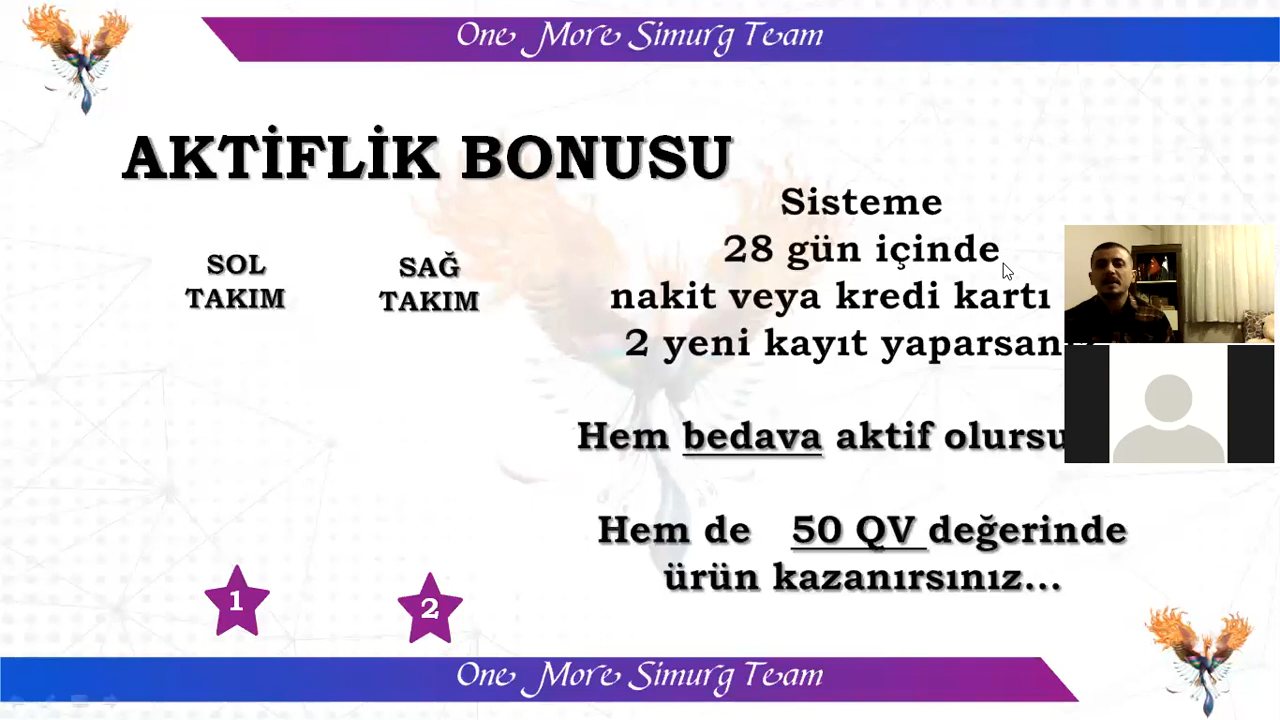 One More Simurg Team
AKTİFLİK BONUSU
SOL
TAKIM
SAĞ
TAKIM
1
2
Sisteme
28 gün içinde
nakit veya kredi kartı
2 yeni kayıt
Hem bedava aktif
Hem de 50 QV değerinde
ürün kazanırsınız...
One More Simurg Team